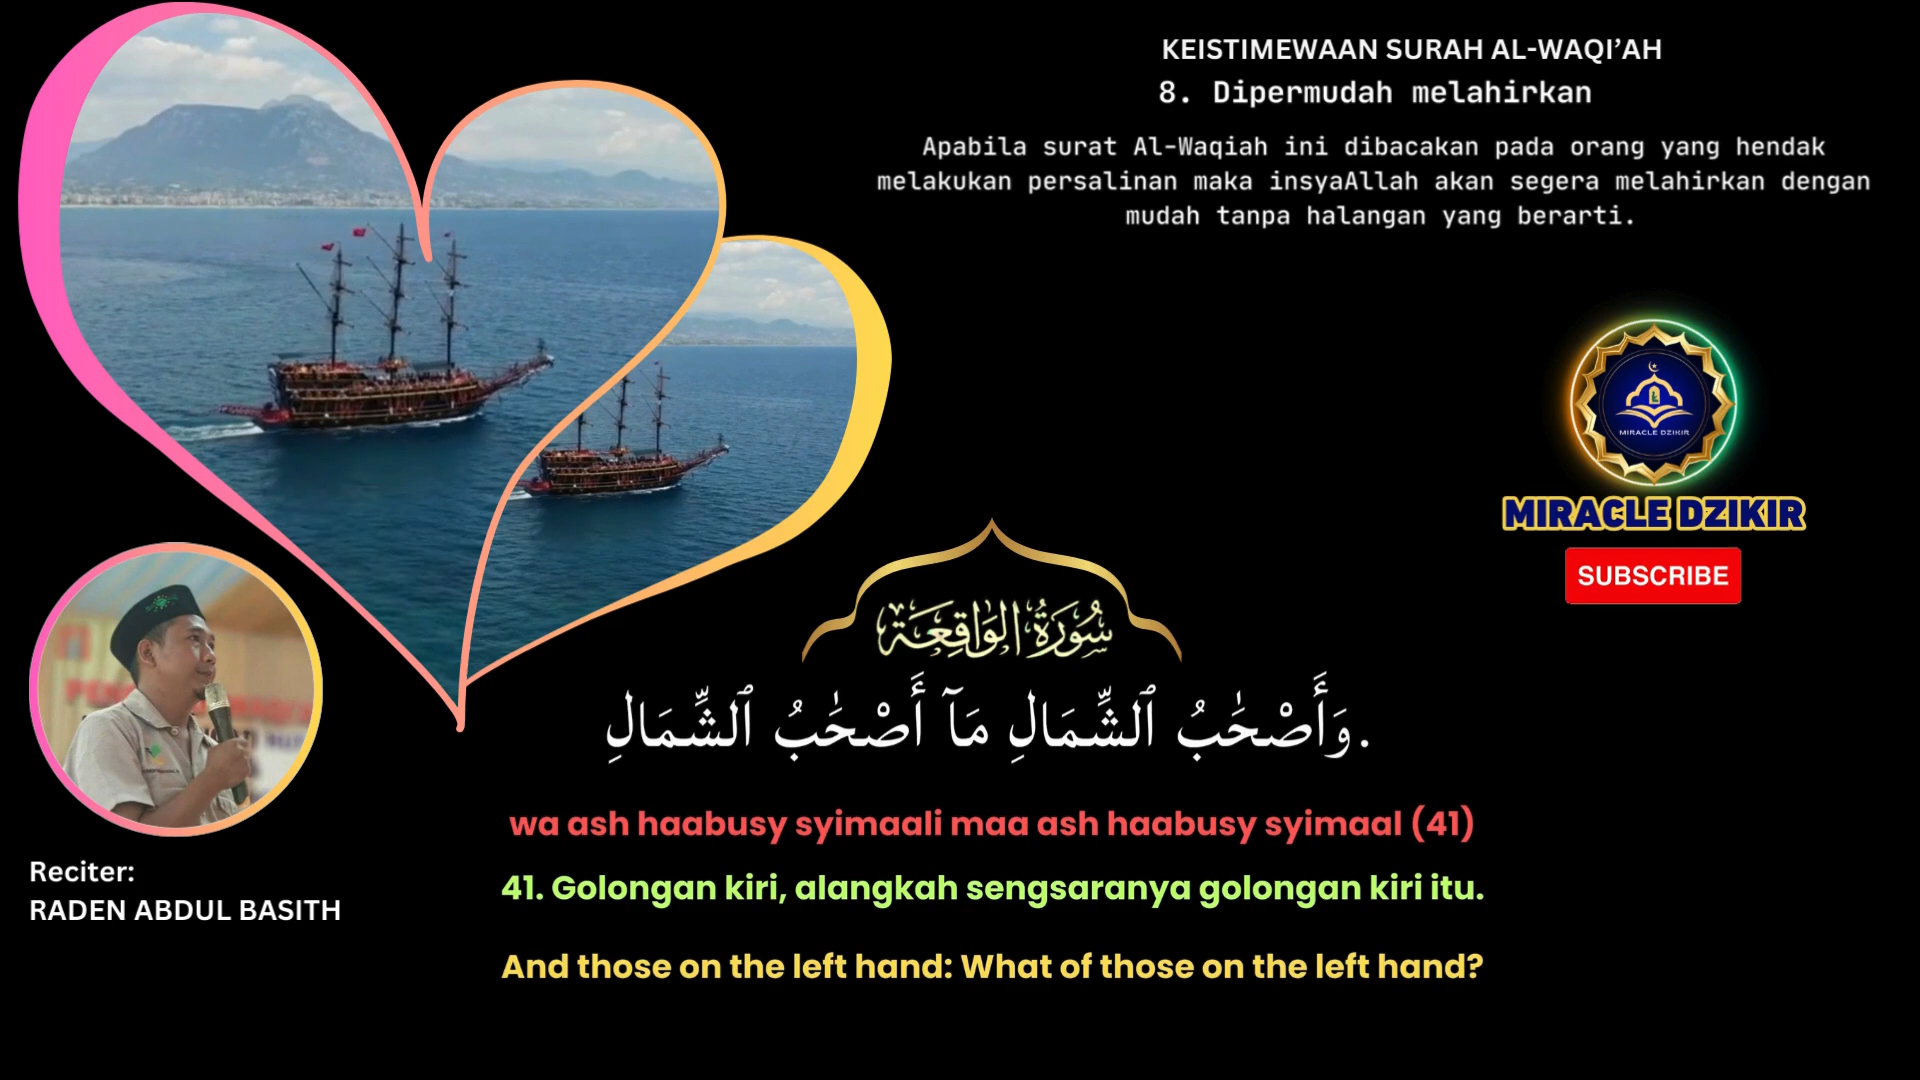 KEISTIMEWAAN SURAH AL-WAQI’AH
8. Dipermudah melahirkan
Apabila surat Al-Waqiah ini dibacakan pada orang yang hendak
melakukan persalinan maka insyaAllah akan segera melahirkan dengan
mudah tanpa halangan yang berarti.
MIRACLE DZIKIR
MIRACLE DZIKIR
SUBSCRIBE
سُورَةُ الوَاقِعَة
وَأَصْحَٰبُ ٱلشِّمَالِ مَآ أَصْحَٰبُ ٱلشِّمَالِ.
wa ash haabusy syimaali maa ash haabusy syimaal (41)
41. Golongan kiri, alangkah sengsaranya golongan kiri itu.
And those on the left hand: What of those on the left hand?
Reciter:
RADEN ABDUL BASITH